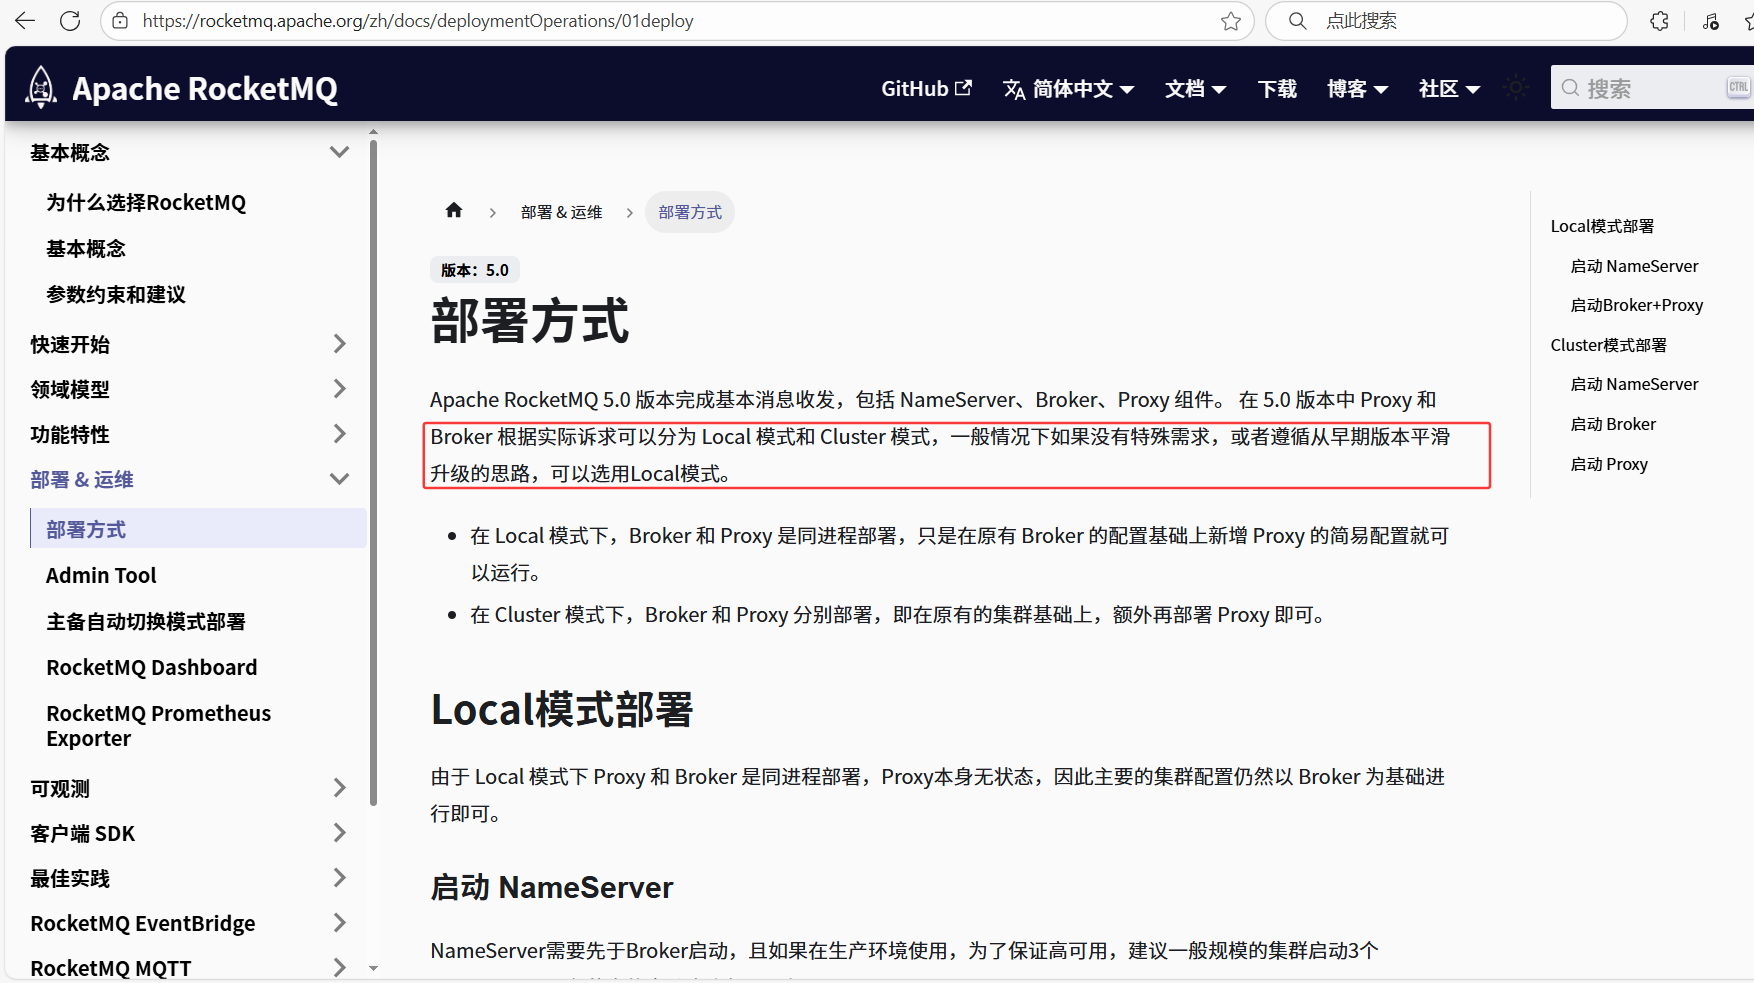 https://rocketmq.apache.org/zh/docs/deploymentOperations/01deploy
点此搜索
Apache RocketMQ
GitHub
简体中文
文档
下载
博客
社区
搜索
CTRL
基本概念
为什么选择RocketMQ
基本概念
参数约束和建议
快速开始
领域模型
功能特性
部署 & 运维
部署方式
Admin Tool
主备自动切换模式部署
RocketMQ Dashboard
RocketMQ Prometheus
Exporter
可观测
客户端 SDK
最佳实践
RocketMQ EventBridge
RocketMQ MQTT
部署 & 运维
部署方式
版本：5.0
部署方式
Apache RocketMQ 5.0 版本完成基本消息收发，包括 NameServer、Broker、Proxy 组件。 在 5.0 版本中 Proxy 和
Broker 根据实际诉求可以分为 Local 模式和 Cluster 模式，一般情况下如果没有特殊需求，或者遵循从早期版本平滑
升级的思路，可以选用Local模式。
在 Local 模式下，Broker 和 Proxy 是同进程部署，只是在原有 Broker 的配置基础上新增 Proxy 的简易配置就可
以运行。
在 Cluster 模式下，Broker 和 Proxy 分别部署，即在原有的集群基础上，额外再部署 Proxy 即可。
Local模式部署
由于 Local 模式下 Proxy 和 Broker 是同进程部署，Proxy本身无状态，因此主要的集群配置仍然以 Broker 为基础进
行即可。
启动 NameServer
NameServer需要先于Broker启动，且如果在生产环境使用，为了保证高可用，建议一般规模的集群启动3个
Local模式部署
启动 NameServer
启动Broker+Proxy
Cluster模式部署
启动 NameServer
启动 Broker
启动 Proxy